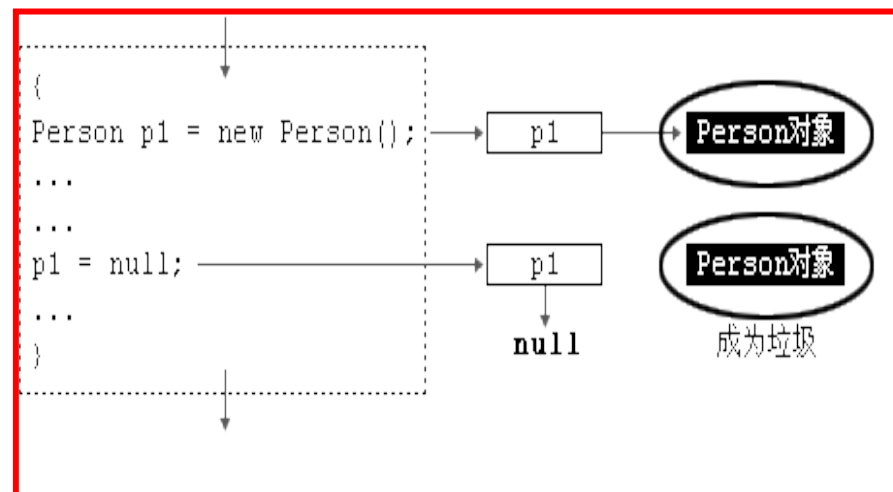 {
Person p1 = new Person();
p1
Person对象
...
...
p1 = null;
p1
Person对象
...
null
成为垃圾
}